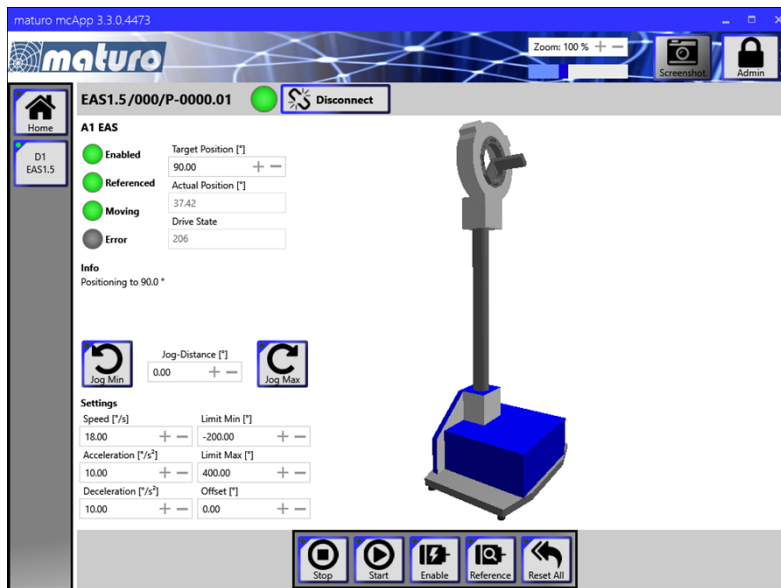 maturo mcApp 3.3.0.4473
maturo
Zoom: 100 %
Screenshot
Admin
Home
D1
EAS1.5
EAS1.5/000/P-0000.01
Disconnect
A1 EAS
Enabled
Referenced
Moving
Error
Target Position [°]
90.00
Actual Position [°]
37.42
Drive State
206
Info
Positioning to 90.0 °
Jog Min
Jog-Distance [°]
0.00
Jog Max
Settings
Speed [°/s]
18.00
Limit Min [°]
-200.00
Acceleration [°/s²]
10.00
Limit Max [°]
400.00
Deceleration [°/s²]
10.00
Offset [°]
0.00
Stop
Start
Enable
Reference
Reset All